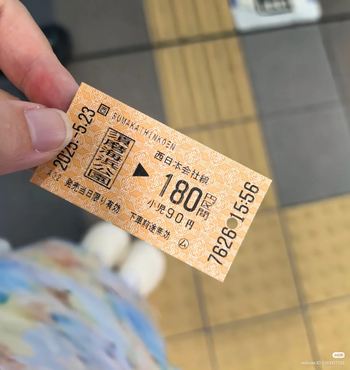 SUMAKAIHINKOEN
須磨海浜公園
▶
西日本会社線
180円区間
小児90円
2023.-5.23
発売当日限り有効
下車前途無効
7626
15:56